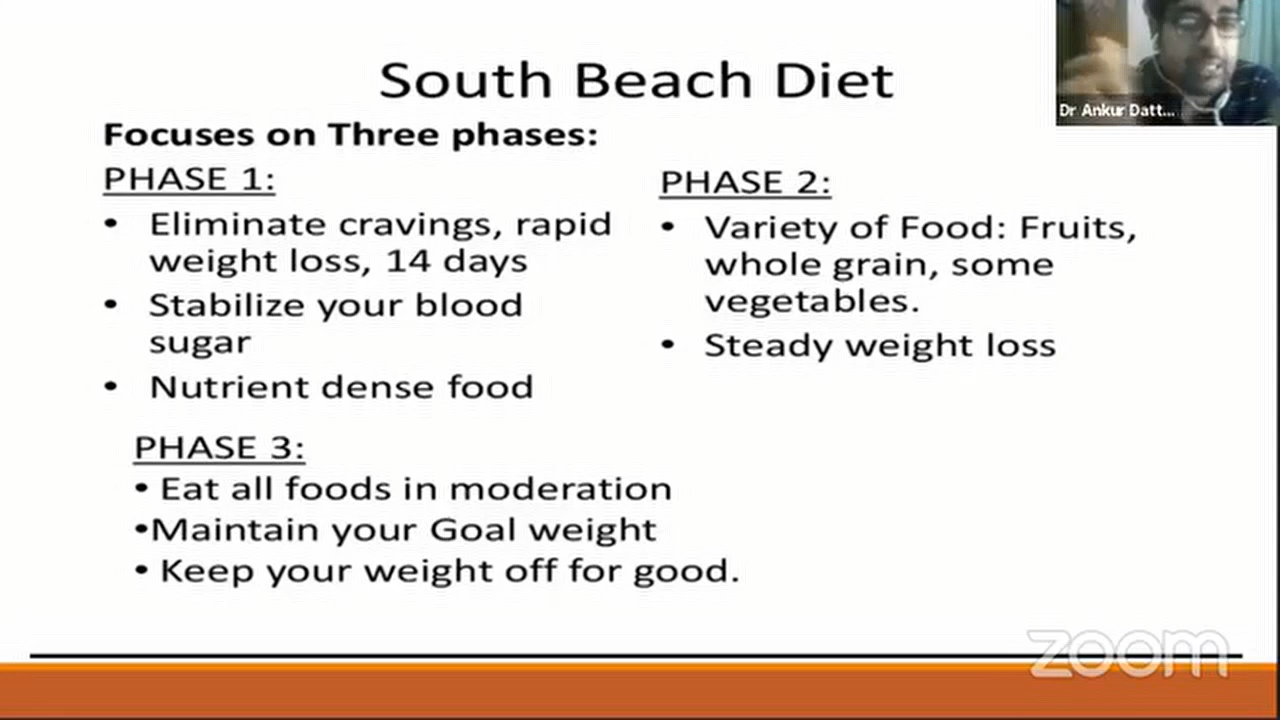 South Beach Diet
Focuses on Three phases:
PHASE 1:
• Eliminate cravings, rapid
weight loss, 14 days
• Stabilize your blood
sugar
• Nutrient dense food
PHASE 2:
• Variety of Food: Fruits,
whole grain, some
vegetables.
• Steady weight loss
PHASE 3:
• Eat all foods in moderation
•Maintain your Goal weight
• Keep your weight off for good.
Dr Ankur Datt...
zoom